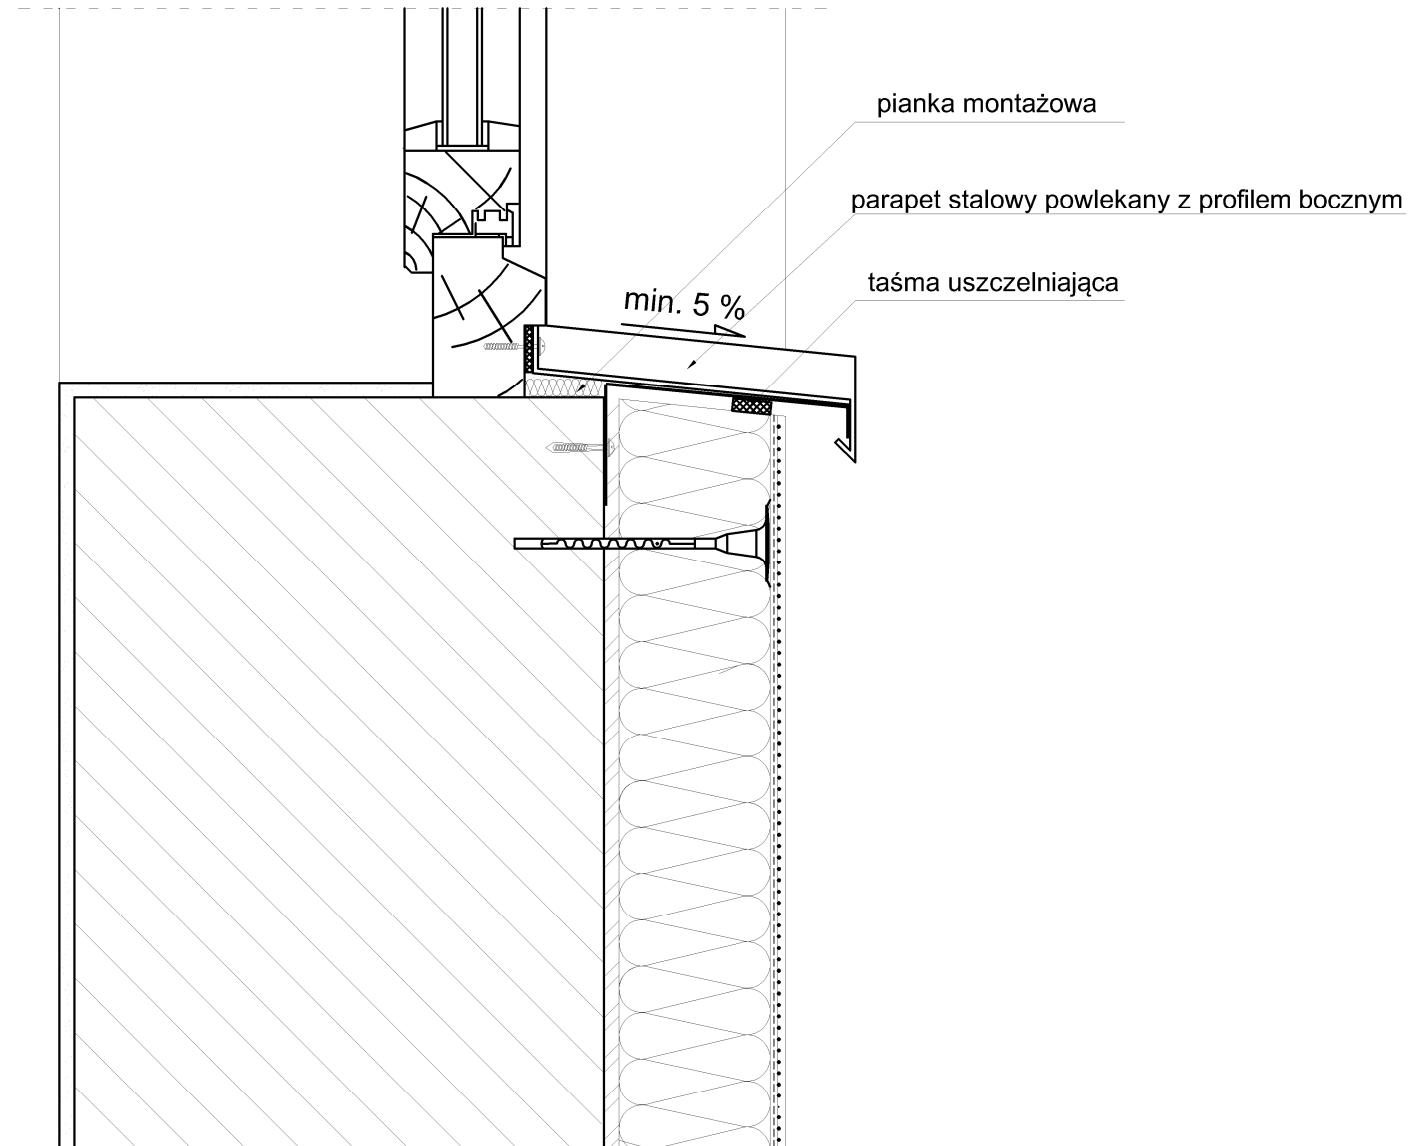 pianka montażowa
parapet stalowy powlekany z profilem bocznym
taśma uszczelniająca
min. 5 %